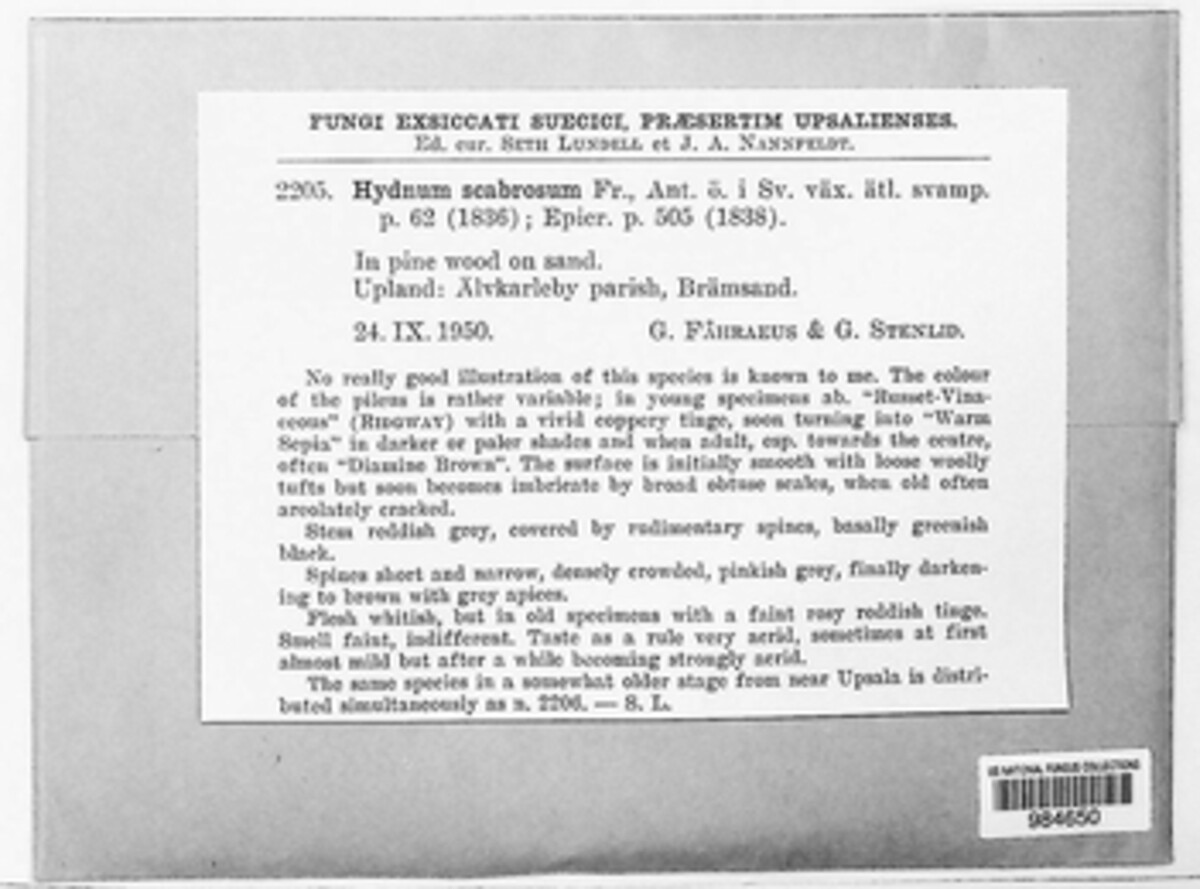 FUNGI EXSICCATI SUECICI, PRÆSERTIM UPSALIENSES.
Ed. cur. SETH LUNDELL et J. A. NANNFELDT.
2205. Hydnum scabrosum Fr., Ant. ö. i Sv. väx. ätl. svamp.
p. 62 (1836); Epicr. p. 505 (1838).
In pine wood on sand.
Upland: Älvkarleby parish, Brämsand.
24. IX. 1950. G. FÅHRAEUS & G. STENLID.
No really good illustration of this species is known to me. The colour
of the pileus is rather variable; in young specimens ab. "Russet-Vina-
ceous" (RIDGWAY) with a vivid coppery tinge, soon turning into "Warm
Sepia" in darker or paler shades and when adult, esp. towards the centre,
often "Diamine Brown". The surface is initially smooth with loose woolly
tufts but soon becomes imbricate by broad obtuse scales, when old often
areolately cracked.
Stem reddish grey, covered by rudimentary spines, basally greenish
black.
Spines short and narrow, densely crowded, pinkish grey, finally darken-
ing to brown with grey apices.
Flesh whitish, but in old specimens with a faint rosy reddish tinge.
Smell faint, indifferent. Taste as a rule very acrid, sometimes at first
almost mild but after a while becoming strongly acrid.
The same species in a somewhat older stage from near Upsala is distri-
buted simultaneously as n. 2206. — S. L.
US NATIONAL FUNGUS COLLECTIONS
984650